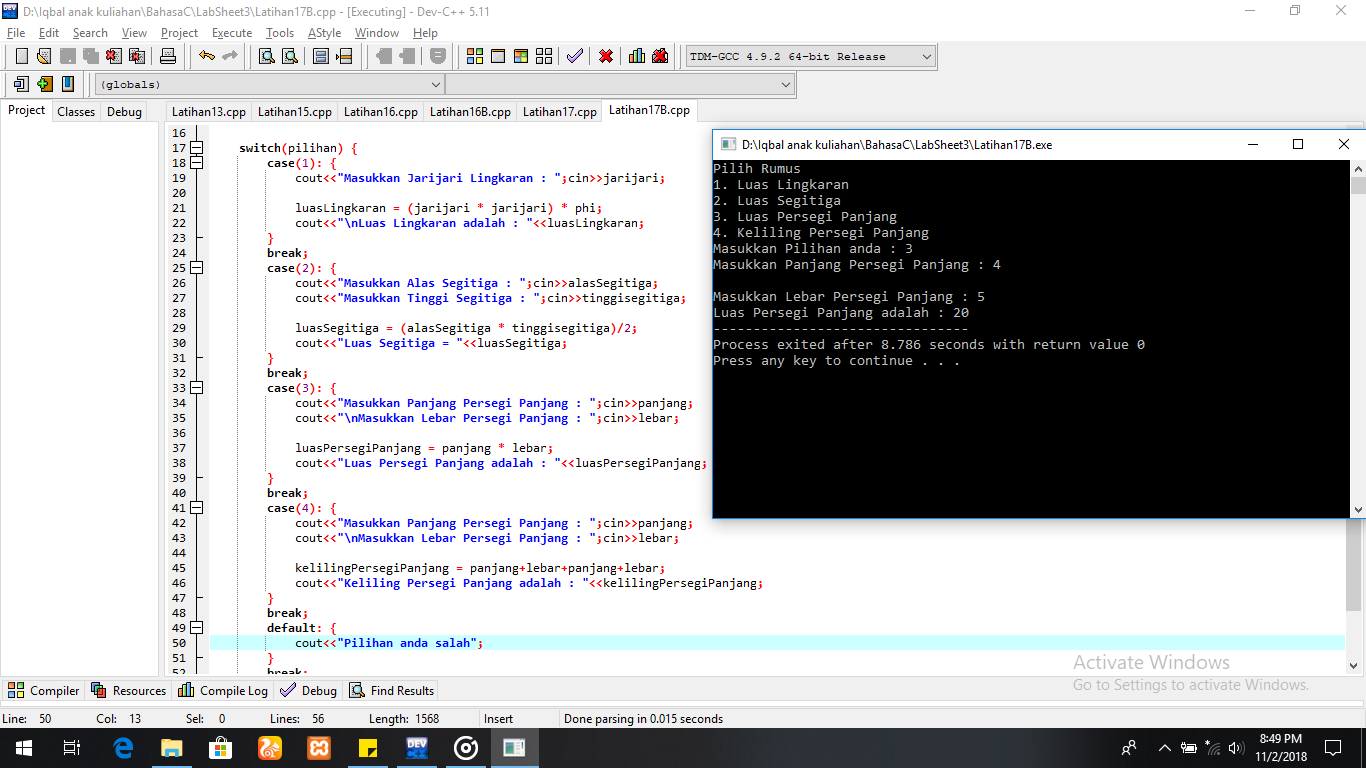 D:\Iqbal anak kuliahan\BahasaC\LabSheet3\Latihan17B.cpp - [Executing] - Dev-C++ 5.11
File Edit Search View Project Execute Tools AStyle Window Help
TDM-GCC 4.9.2 64-bit Release
(globals)
Project Classes Debug
Latihan13.cpp Latihan15.cpp Latihan16.cpp Latihan16B.cpp Latihan17.cpp Latihan17B.cpp
16
17 switch(pilihan) {
18 case(1): {
19 cout<<"Masukkan Jarijari Lingkaran : ";cin>>jarijari;
20
21 luasLingkaran = (jarijari * jarijari) * phi;
22 cout<<"\nLuas Lingkaran adalah : "<<luasLingkaran;
23 }
24 break;
25 case(2): {
26 cout<<"Masukkan Alas Segitiga : ";cin>>alasSegitiga;
27 cout<<"Masukkan Tinggi Segitiga : ";cin>>tinggisegitiga;
28
29 luasSegitiga = (alasSegitiga * tinggisegitiga)/2;
30 cout<<"Luas Segitiga = "<<luasSegitiga;
31 }
32 break;
33 case(3): {
34 cout<<"Masukkan Panjang Persegi Panjang : ";cin>>panjang;
35 cout<<"\nMasukkan Lebar Persegi Panjang : ";cin>>lebar;
36
37 luasPersegiPanjang = panjang * lebar;
38 cout<<"Luas Persegi Panjang adalah : "<<luasPersegiPanjang;
39 }
40 break;
41 case(4): {
42 cout<<"Masukkan Panjang Persegi Panjang : ";cin>>panjang;
43 cout<<"\nMasukkan Lebar Persegi Panjang : ";cin>>lebar;
44
45 kelilingPersegiPanjang = panjang+lebar+panjang+lebar;
46 cout<<"Keliling Persegi Panjang adalah : "<<kelilingPersegiPanjang;
47 }
48 break;
49 default: {
50 cout<<"Pilihan anda salah";
51 }
52 break;
D:\Iqbal anak kuliahan\BahasaC\LabSheet3\Latihan17B.exe
Pilih Rumus
1. Luas Lingkaran
2. Luas Segitiga
3. Luas Persegi Panjang
4. Keliling Persegi Panjang
Masukkan Pilihan anda : 3
Masukkan Panjang Persegi Panjang : 4
Masukkan Lebar Persegi Panjang : 5
Luas Persegi Panjang adalah : 20
--------------------------------
Process exited after 8.786 seconds with return value 0
Press any key to continue . . .
Activate Windows
Go to Settings to activate Windows.
Compiler Resources Compile Log Debug Find Results
Line: 50 Col: 13 Sel: 0 Lines: 56 Length: 1568 Insert Done parsing in 0.015 seconds
8:49 PM
11/2/2018